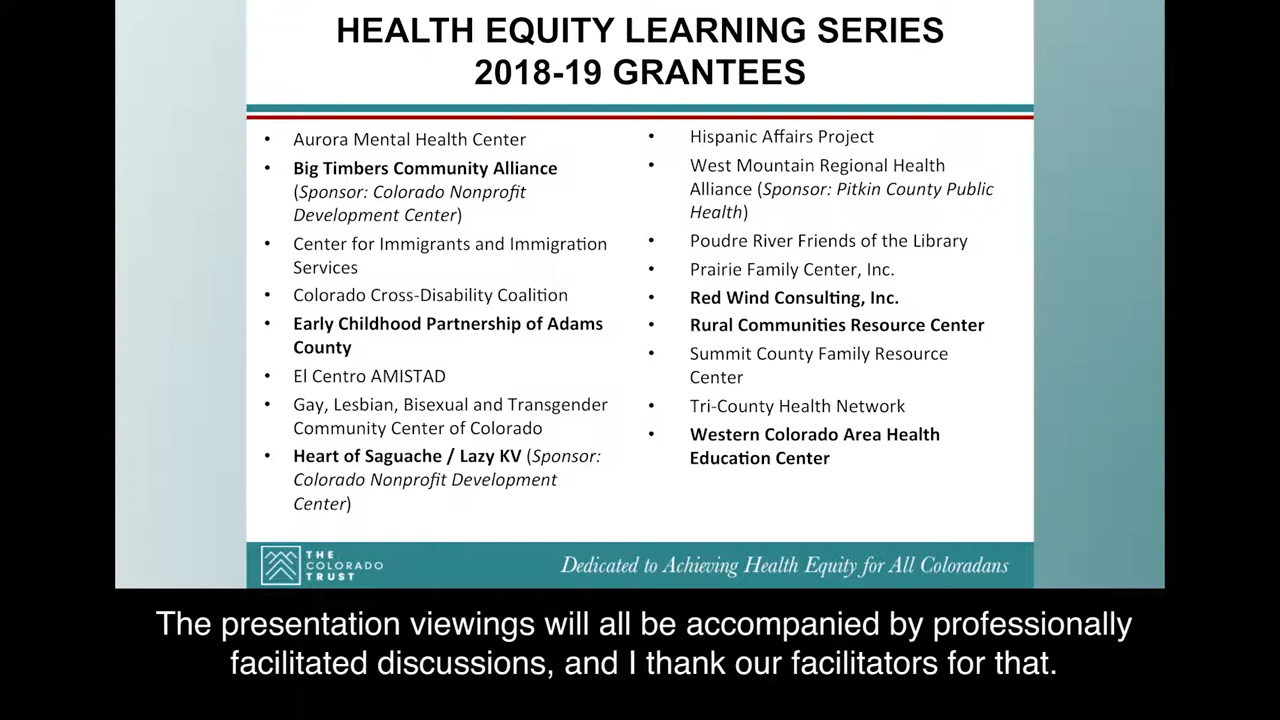 HEALTH EQUITY LEARNING SERIES
2018-19 GRANTEES
• Aurora Mental Health Center
• Big Timbers Community Alliance
(Sponsor: Colorado Nonprofit
Development Center)
• Center for Immigrants and Immigration
Services
• Colorado Cross-Disability Coalition
• Early Childhood Partnership of Adams
County
• El Centro AMISTAD
• Gay, Lesbian, Bisexual and Transgender
Community Center of Colorado
• Heart of Saguache / Lazy KV (Sponsor:
Colorado Nonprofit Development
Center)
• Hispanic Affairs Project
• West Mountain Regional Health
Alliance (Sponsor: Pitkin County Public
Health)
• Poudre River Friends of the Library
• Prairie Family Center, Inc.
• Red Wind Consulting, Inc.
• Rural Communities Resource Center
• Summit County Family Resource
Center
• Tri-County Health Network
• Western Colorado Area Health
Education Center
THE
COLORADO
TRUST
Dedicated to Achieving Health Equity for All Coloradans
The presentation viewings will all be accompanied by professionally
facilitated discussions, and I thank our facilitators for that.